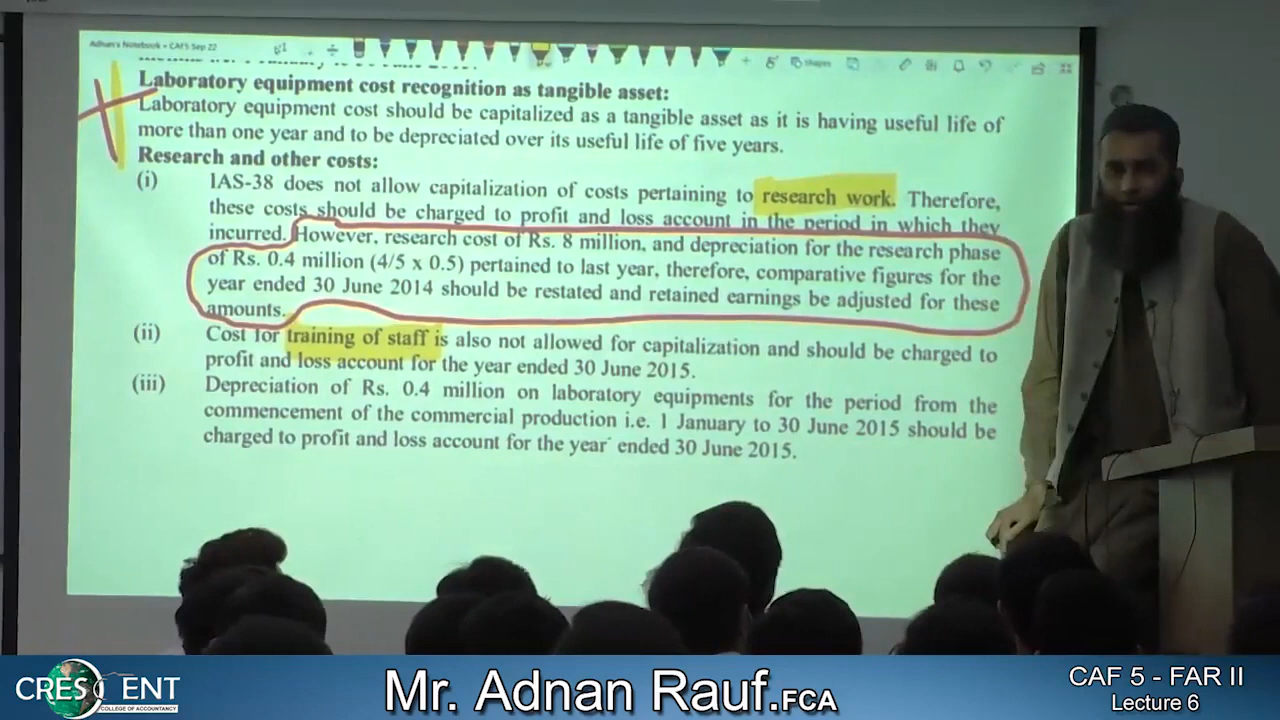 Adnan's Notebook • CAF5 Sep 22
Shapes
Laboratory equipment cost recognition as tangible asset:
Laboratory equipment cost should be capitalized as a tangible asset as it is having useful life of
more than one year and to be depreciated over its useful life of five years.
Research and other costs:
(i) IAS-38 does not allow capitalization of costs pertaining to research work. Therefore,
these costs should be charged to profit and loss account in the period in which they
incurred. However, research cost of Rs. 8 million, and depreciation for the research phase
of Rs. 0.4 million (4/5 x 0.5) pertained to last year, therefore, comparative figures for the
year ended 30 June 2014 should be restated and retained earnings be adjusted for these
amounts.
(ii) Cost for training of staff is also not allowed for capitalization and should be charged to
profit and loss account for the year ended 30 June 2015.
(iii) Depreciation of Rs. 0.4 million on laboratory equipments for the period from the
commencement of the commercial production i.e. 1 January to 30 June 2015 should be
charged to profit and loss account for the year ended 30 June 2015.
CRESCENT
COLLEGE OF ACCOUNTANCY
Mr. Adnan Rauf.FCA
CAF 5 - FAR II
Lecture 6